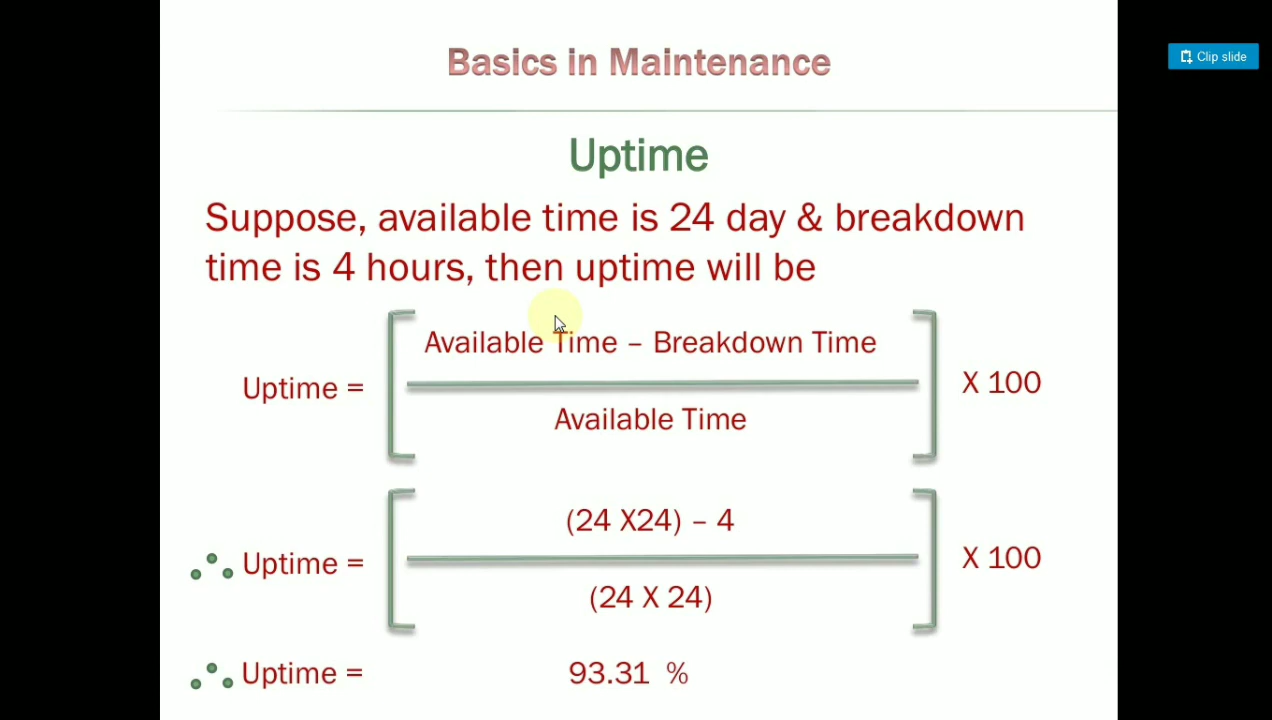 Basics in Maintenance
Clip slide
Uptime
Suppose, available time is 24 day & breakdown
time is 4 hours, then uptime will be
Available Time – Breakdown Time
Uptime =
X 100
Available Time
(24 X24) – 4
∴ Uptime =
X 100
(24 X 24)
∴ Uptime = 93.31 %